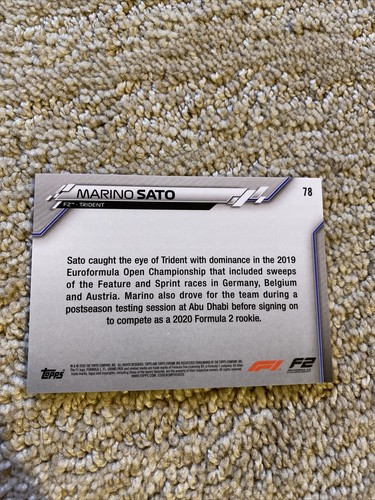 MARINO SATO
78
F2™ - TRIDENT
Sato caught the eye of Trident with dominance in the 2019
Euroformula Open Championship that included sweeps
of the Feature and Sprint races in Germany, Belgium
and Austria. Marino also drove for the team during a
postseason testing session at Abu Dhabi before signing on
to compete as a 2020 Formula 2 rookie.
Topps
F1
F2